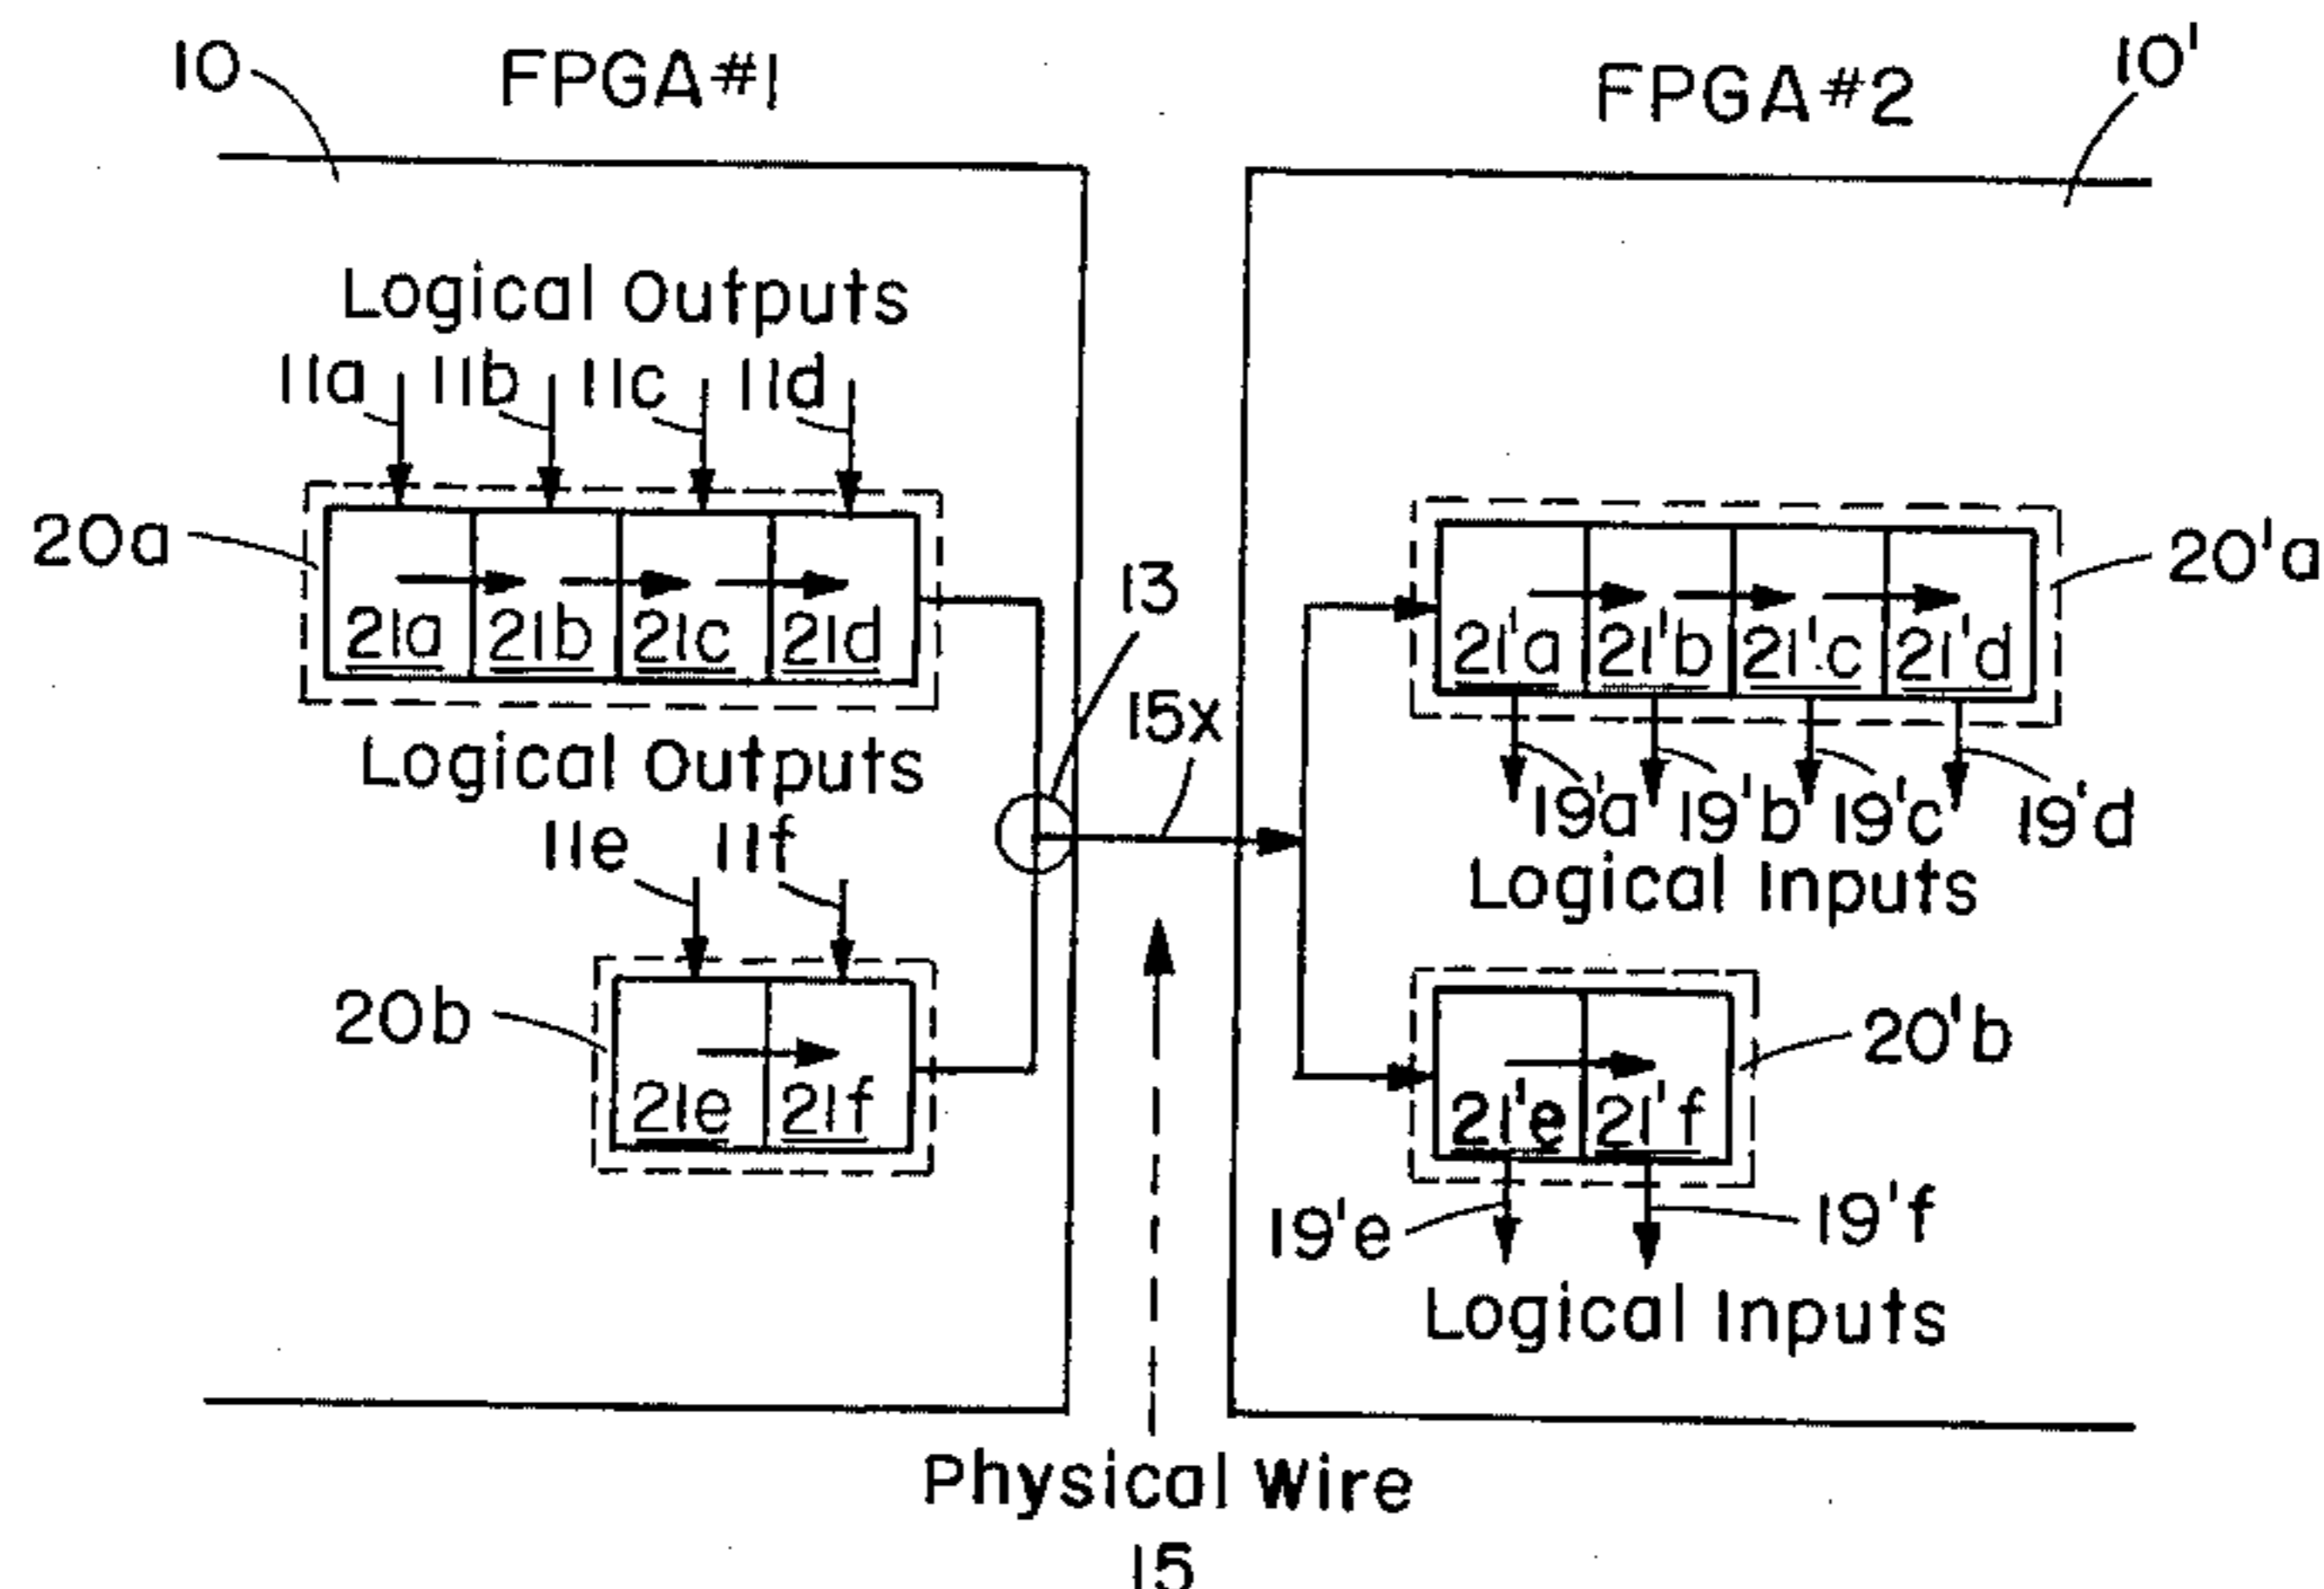 10 FPGA#1 FPGA#2 10'
Logical Outputs
11a 11b 11c 11d
20a 20'a
21a 21b 21c 21d
21'a 21'b 21'c 21'd
13
15x
Logical Outputs
11e 11f
19'a 19'b 19'c 19'd
Logical Inputs
20b 20'b
21e 21f
21'e 21'f
19'e 19'f
Logical Inputs
Physical Wire
15